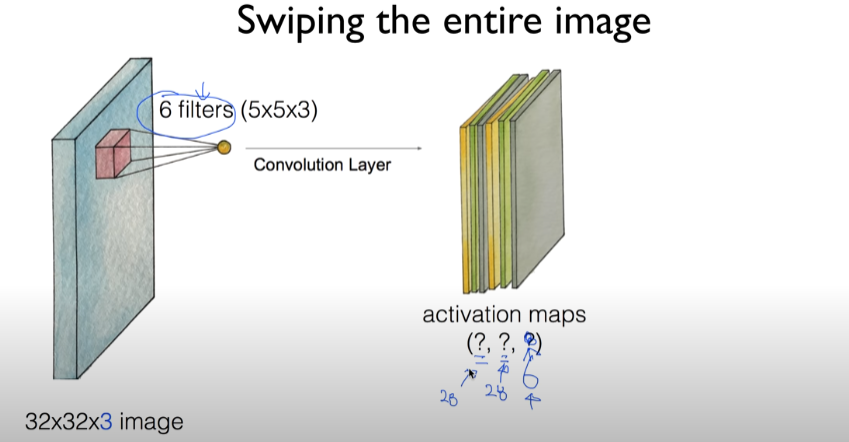 Swiping the entire image
6 filters (5x5x3)
Convolution Layer
activation maps
(?, ?, ?)
28 28 6
32x32x3 image